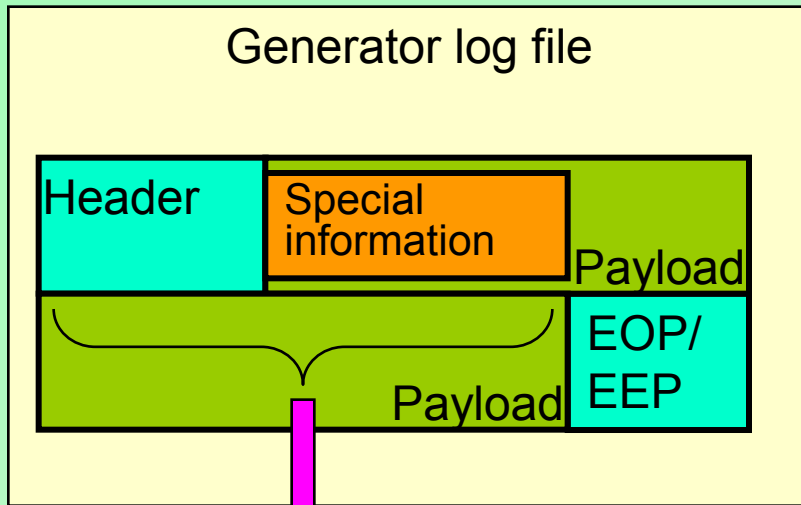 Generator log file
Header
Special
information
Payload
Payload
EOP/
EEP